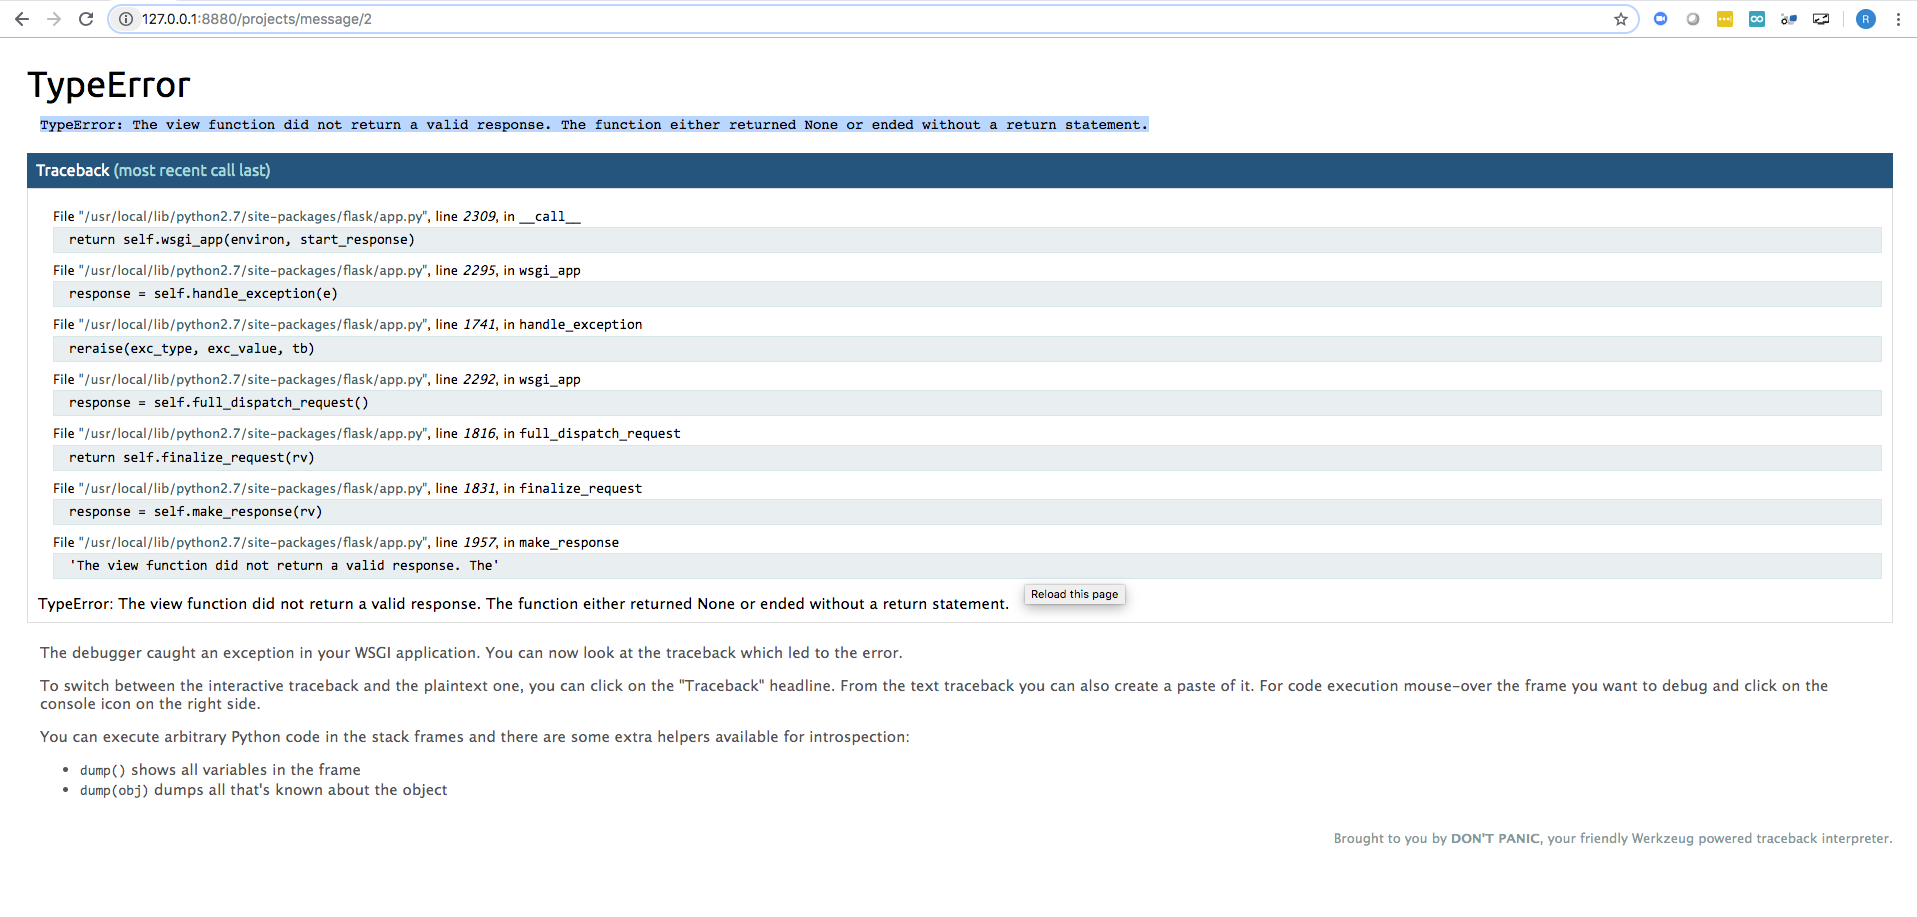 127.0.0.1:8880/projects/message/2
R
TypeError
TypeError: The view function did not return a valid response. The function either returned None or ended without a return statement.
Traceback (most recent call last)
File "/usr/local/lib/python2.7/site-packages/flask/app.py", line 2309, in __call__
return self.wsgi_app(environ, start_response)
File "/usr/local/lib/python2.7/site-packages/flask/app.py", line 2295, in wsgi_app
response = self.handle_exception(e)
File "/usr/local/lib/python2.7/site-packages/flask/app.py", line 1741, in handle_exception
reraise(exc_type, exc_value, tb)
File "/usr/local/lib/python2.7/site-packages/flask/app.py", line 2292, in wsgi_app
response = self.full_dispatch_request()
File "/usr/local/lib/python2.7/site-packages/flask/app.py", line 1816, in full_dispatch_request
return self.finalize_request(rv)
File "/usr/local/lib/python2.7/site-packages/flask/app.py", line 1831, in finalize_request
response = self.make_response(rv)
File "/usr/local/lib/python2.7/site-packages/flask/app.py", line 1957, in make_response
'The view function did not return a valid response. The'
Reload this page
TypeError: The view function did not return a valid response. The function either returned None or ended without a return statement.
The debugger caught an exception in your WSGI application. You can now look at the traceback which led to the error.
To switch between the interactive traceback and the plaintext one, you can click on the "Traceback" headline. From the text traceback you can also create a paste of it. For code execution mouse-over the frame you want to debug and click on the
console icon on the right side.
You can execute arbitrary Python code in the stack frames and there are some extra helpers available for introspection:
• dump() shows all variables in the frame
• dump(obj) dumps all that's known about the object
Brought to you by DON'T PANIC, your friendly Werkzeug powered traceback interpreter.